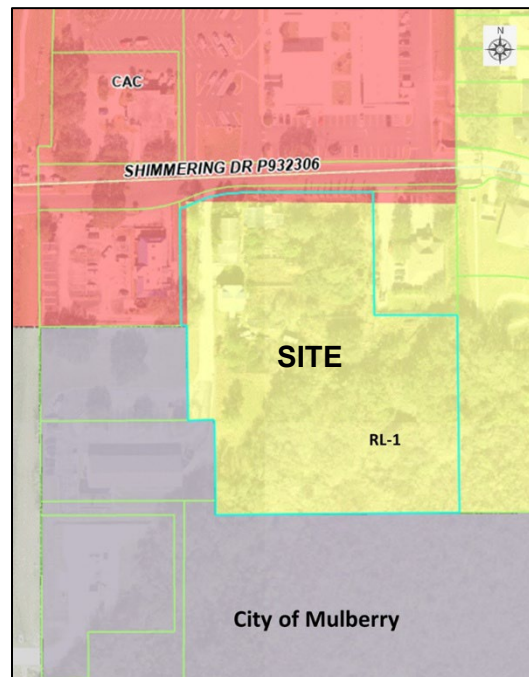 N
CAC
SHIMMERING DR P932306
SITE
RL-1
City of Mulberry